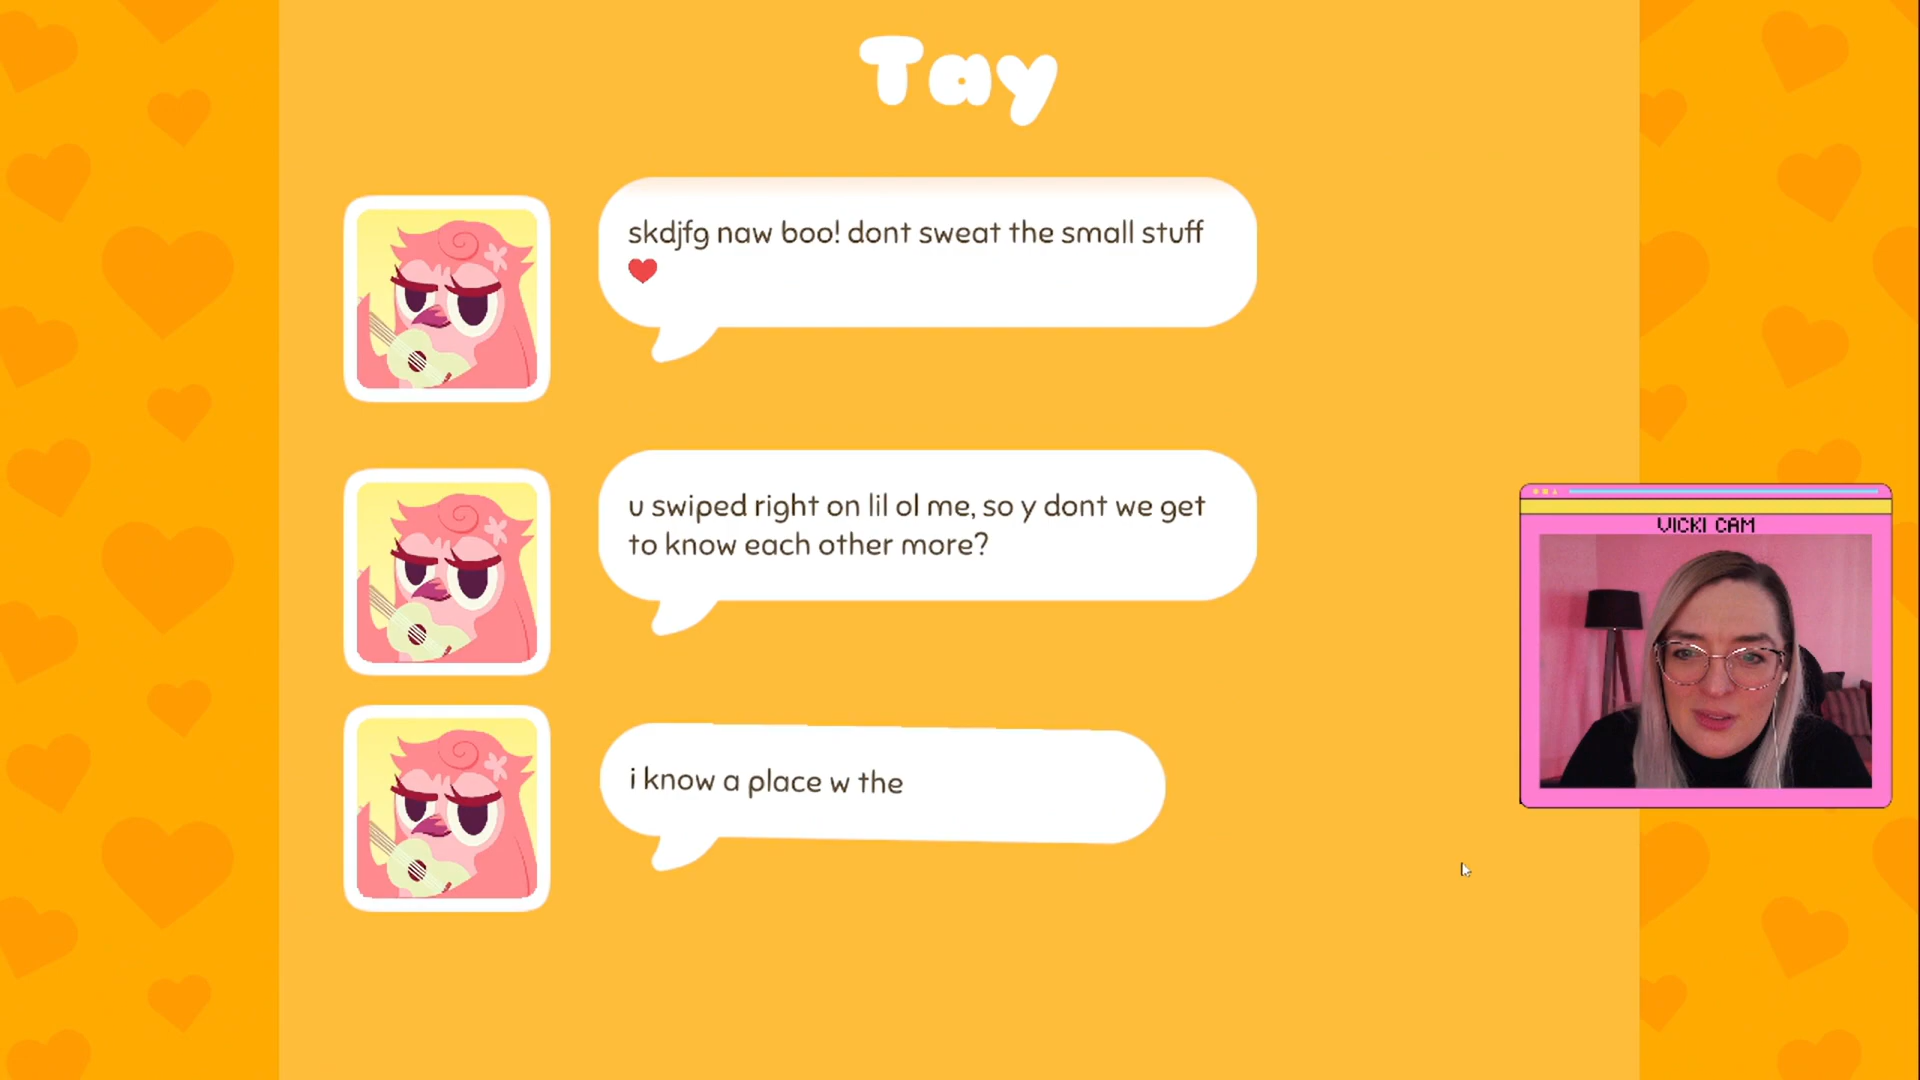 Tay
skdjfg naw boo! dont sweat the small stuff
❤
u swiped right on lil ol me, so y dont we get
to know each other more?
i know a place w the
VICKI CAM